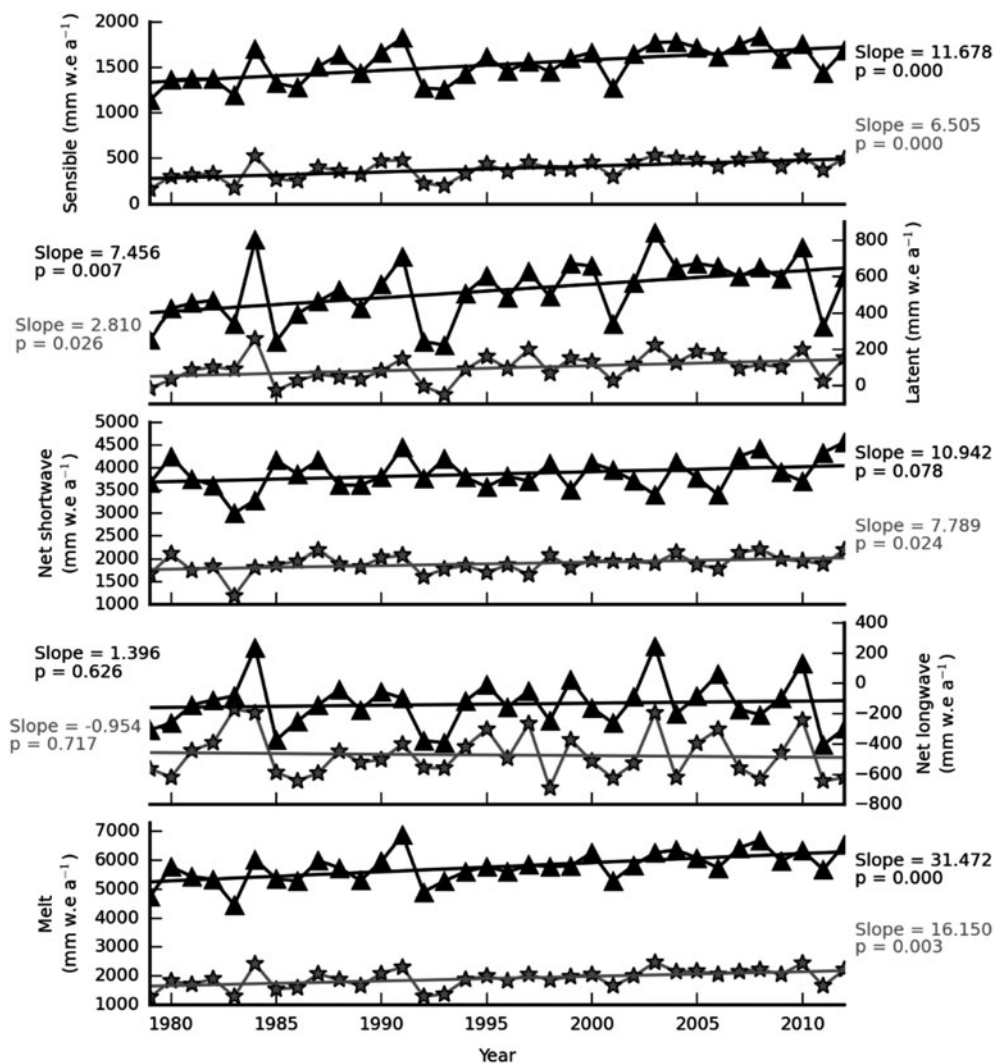 2000
1500
1000
500
0
Sensible (mm w.e a⁻¹)
Slope = 11.678
p = 0.000
Slope = 6.505
p = 0.000
Slope = 7.456
p = 0.007
Slope = 2.810
p = 0.026
800
600
400
200
0
Latent (mm w.e a⁻¹)
5000
4500
4000
3500
3000
2500
2000
1500
1000
Net shortwave
(mm w.e a⁻¹)
Slope = 10.942
p = 0.078
Slope = 7.789
p = 0.024
Slope = 1.396
p = 0.626
Slope = -0.954
p = 0.717
400
200
0
−200
−400
−600
−800
Net longwave
(mm w.e a⁻¹)
7000
6000
5000
4000
3000
2000
1000
Melt
(mm w.e a⁻¹)
Slope = 31.472
p = 0.000
Slope = 16.150
p = 0.003
1980 1985 1990 1995 2000 2005 2010
Year